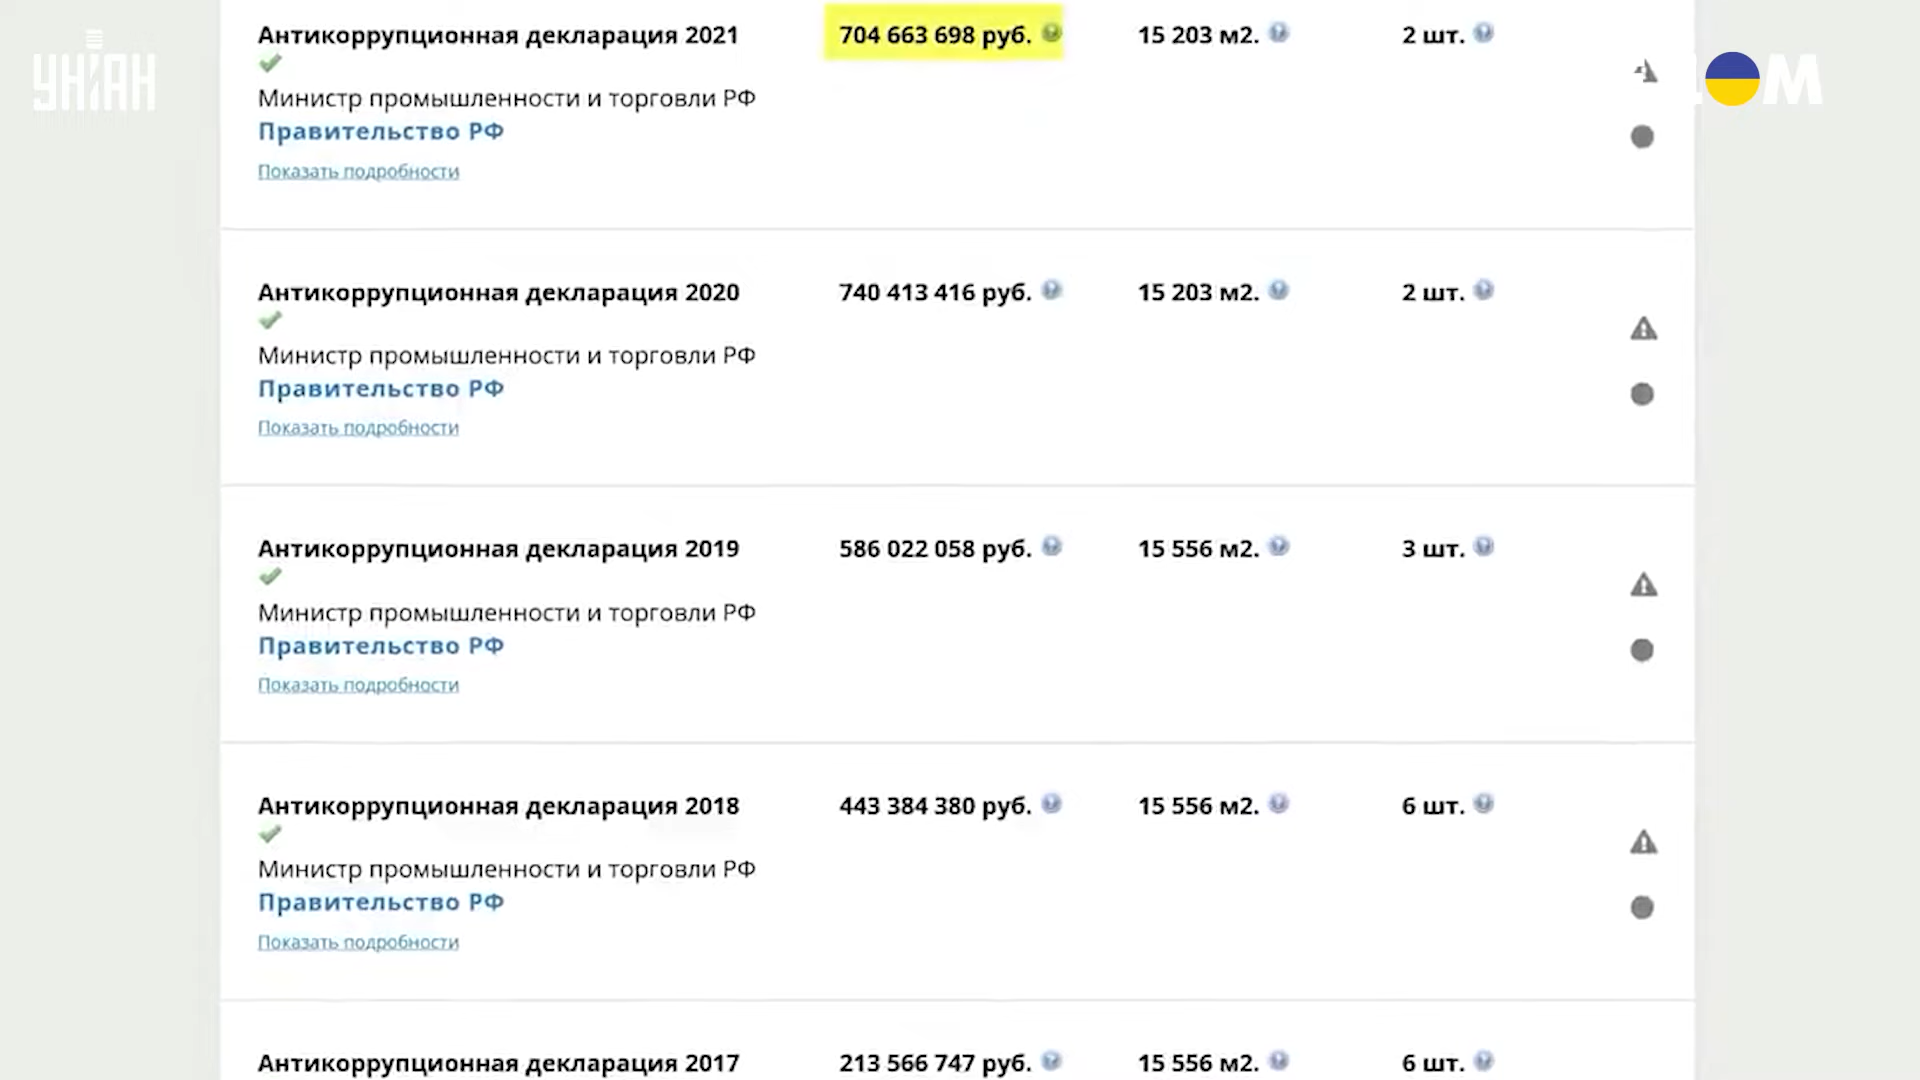 УНІАН
ДОМ
Антикоррупционная декларация 2021 704 663 698 руб. 15 203 м2. 2 шт.
Министр промышленности и торговли РФ
Правительство РФ
Показать подробности
Антикоррупционная декларация 2020 740 413 416 руб. 15 203 м2. 2 шт.
Министр промышленности и торговли РФ
Правительство РФ
Показать подробности
Антикоррупционная декларация 2019 586 022 058 руб. 15 556 м2. 3 шт.
Министр промышленности и торговли РФ
Правительство РФ
Показать подробности
Антикоррупционная декларация 2018 443 384 380 руб. 15 556 м2. 6 шт.
Министр промышленности и торговли РФ
Правительство РФ
Показать подробности
Антикоррупционная декларация 2017 213 566 747 руб. 15 556 м2. 6 шт.